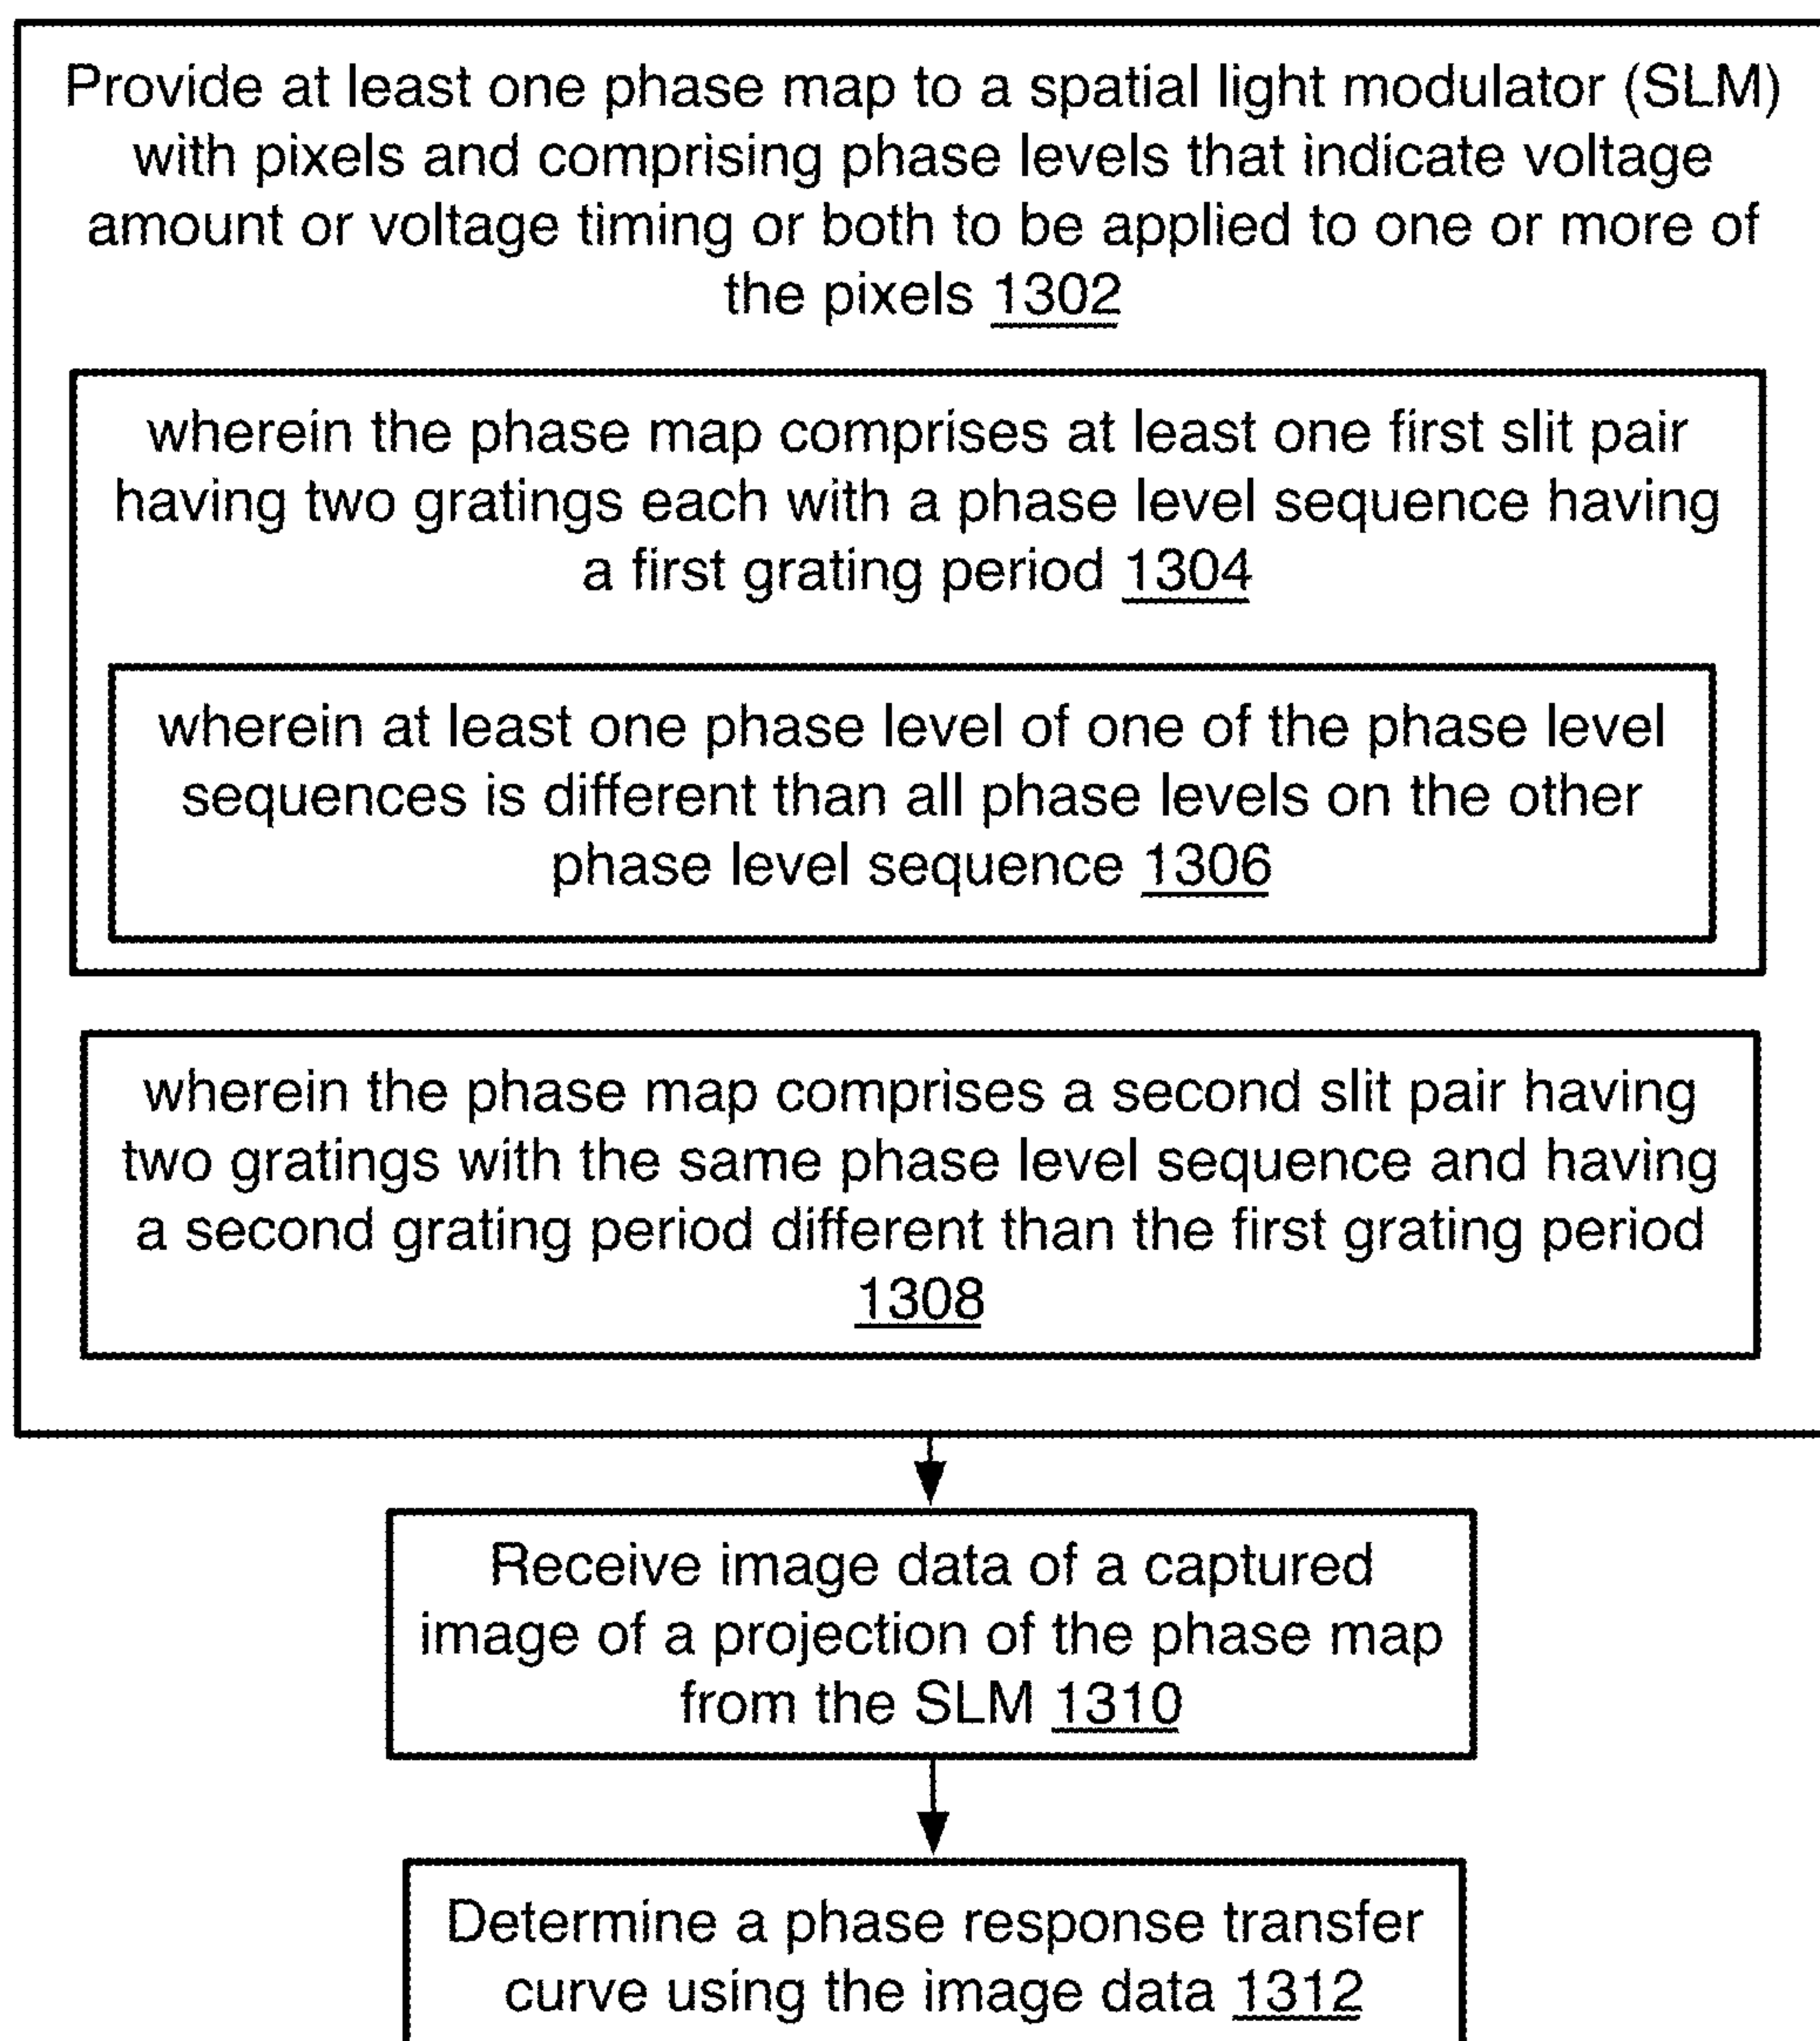 Provide at least one phase map to a spatial light modulator (SLM)
with pixels and comprising phase levels that indicate voltage
amount or voltage timing or both to be applied to one or more of
the pixels 1302
wherein the phase map comprises at least one first slit pair
having two gratings each with a phase level sequence having
a first grating period 1304
wherein at least one phase level of one of the phase level
sequences is different than all phase levels on the other
phase level sequence 1306
wherein the phase map comprises a second slit pair having
two gratings with the same phase level sequence and having
a second grating period different than the first grating period
1308
Receive image data of a captured
image of a projection of the phase map
from the SLM 1310
Determine a phase response transfer
curve using the image data 1312